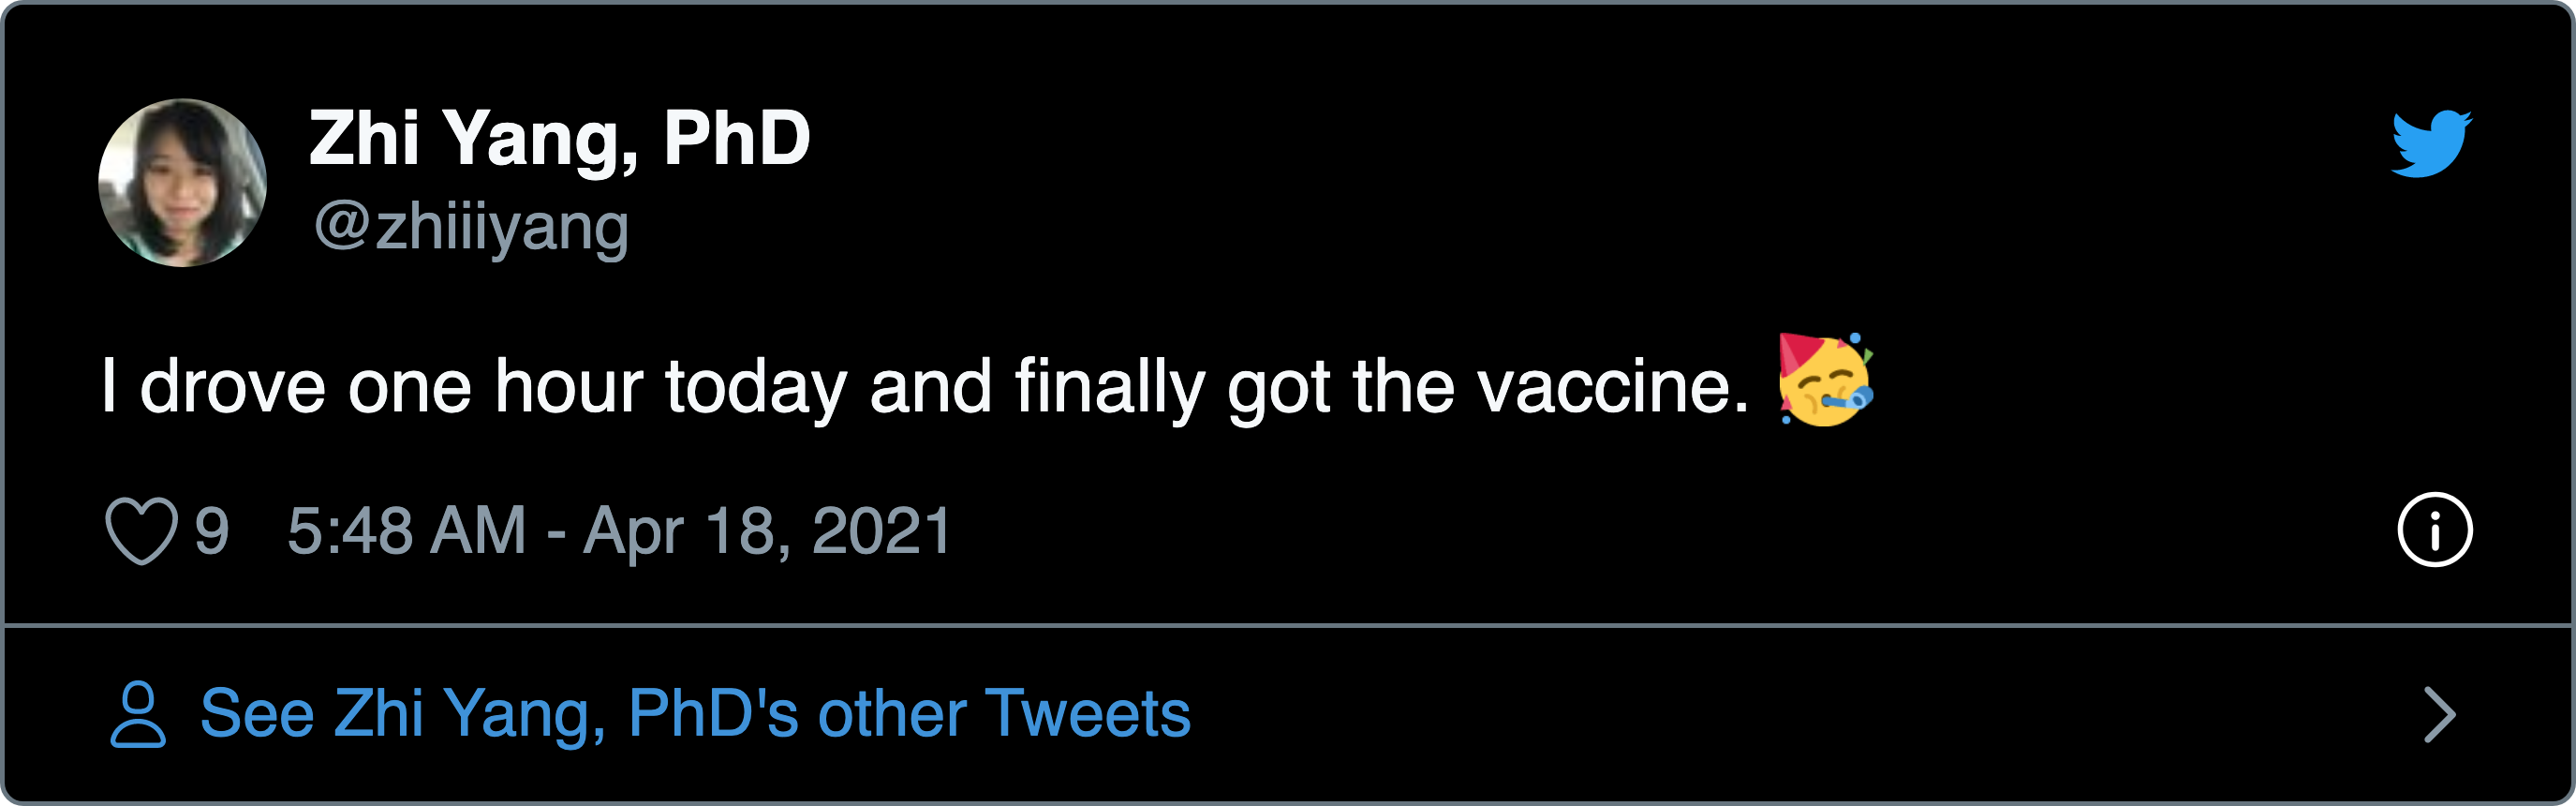 Zhi Yang, PhD
@zhiiiyang
I drove one hour today and finally got the vaccine. 🥳
9 5:48 AM - Apr 18, 2021
See Zhi Yang, PhD's other Tweets